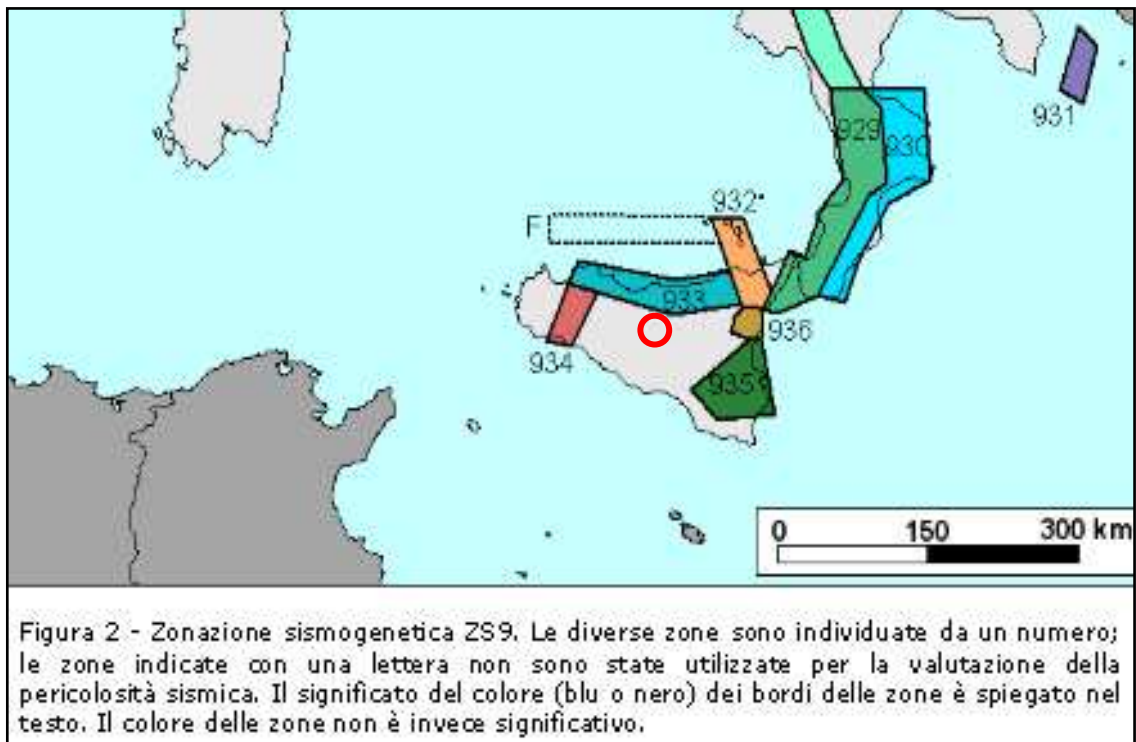 931
929
930
932
F
933
936
934
935
0 150 300 km
Figura 2 - Zonazione sismogenetica ZS9. Le diverse zone sono individuate da un numero;
le zone indicate con una lettera non sono state utilizzate per la valutazione della
pericolosità sismica. Il significato del colore (blu o nero) dei bordi delle zone è spiegato nel
testo. Il colore delle zone non è invece significativo.